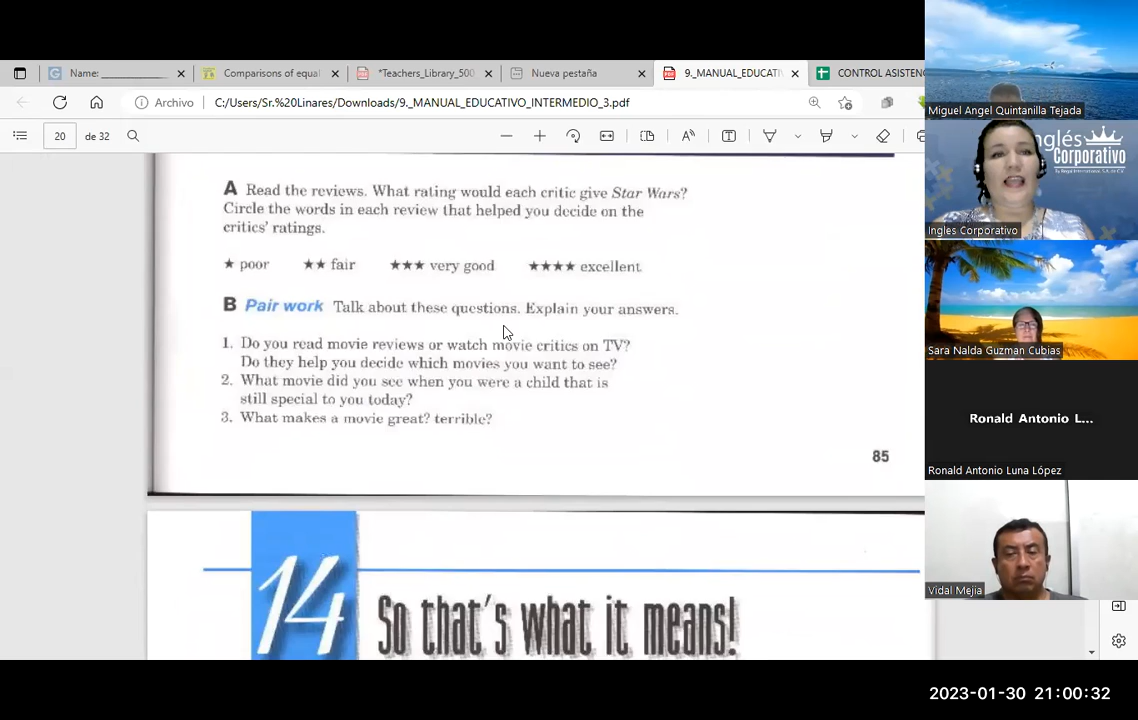 Name: ____________
Comparisons of equal
*Teachers_Library_500
Nueva pestaña
9._MANUAL_EDUCATI
CONTROL ASISTENC
Archivo
C:/Users/Sr.%20Linares/Downloads/9._MANUAL_EDUCATIVO_INTERMEDIO_3.pdf
20 de 32
A Read the reviews. What rating would each critic give Star Wars?
Circle the words in each review that helped you decide on the
critics' ratings.
★ poor ★★ fair ★★★ very good ★★★★ excellent
B Pair work Talk about these questions. Explain your answers.
1. Do you read movie reviews or watch movie critics on TV?
Do they help you decide which movies you want to see?
2. What movie did you see when you were a child that is
still special to you today?
3. What makes a movie great? terrible?
85
14
So that's what it means!
Miguel Angel Quintanilla Tejada
Inglés
Corporativo
Ingles Corporativo
Sara Nalda Guzman Cubias
Ronald Antonio L...
Ronald Antonio Luna López
Vidal Mejia
2023-01-30 21:00:32